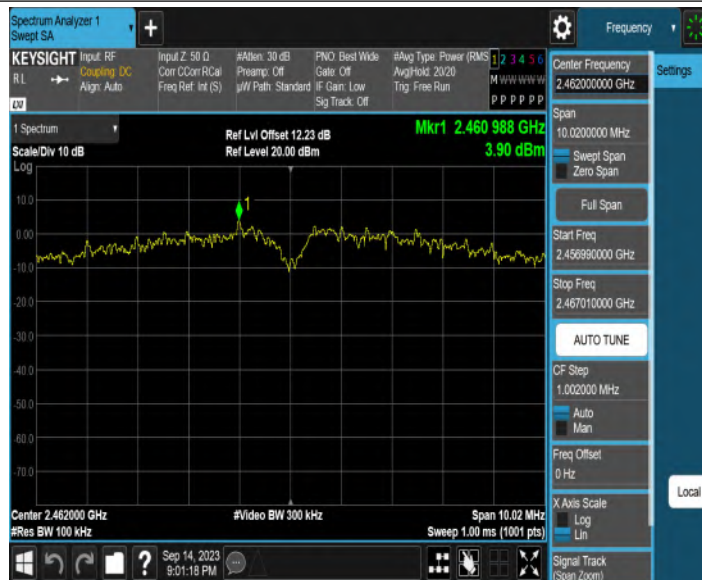 Spectrum Analyzer 1
Swept SA
+
Frequency
KEYSIGHT
RL
Input: RF
Coupling: DC
Align: Auto
Input Z: 50 Ω
Corr CCorr RCal
Freq Ref: Int (S)
#Atten: 30 dB
Preamp: Off
µW Path: Standard
PNO: Best Wide
Gate: Off
IF Gain: Low
Sig Track: Off
#Avg Type: Power (RMS
Avg|Hold: 20/20
Trig: Free Run
1 2 3 4 5 6
M W W W W W
P P P P P P
1 Spectrum
Scale/Div 10 dB
Log
Ref Lvl Offset 12.23 dB
Ref Level 20.00 dBm
Mkr1 2.460 988 GHz
3.90 dBm
1
10.0
0.00
-10.0
-20.0
-30.0
-40.0
-50.0
-60.0
-70.0
Center 2.462000 GHz
#Res BW 100 kHz
#Video BW 300 kHz
Span 10.02 MHz
Sweep 1.00 ms (1001 pts)
Sep 14, 2023
9:01:18 PM
Center Frequency
2.462000000 GHz
Span
10.0200000 MHz
Swept Span
Zero Span
Full Span
Start Freq
2.456990000 GHz
Stop Freq
2.467010000 GHz
AUTO TUNE
CF Step
1.002000 MHz
Auto
Man
Freq Offset
0 Hz
X Axis Scale
Log
Lin
Signal Track
(Span Zoom)
Settings
Local